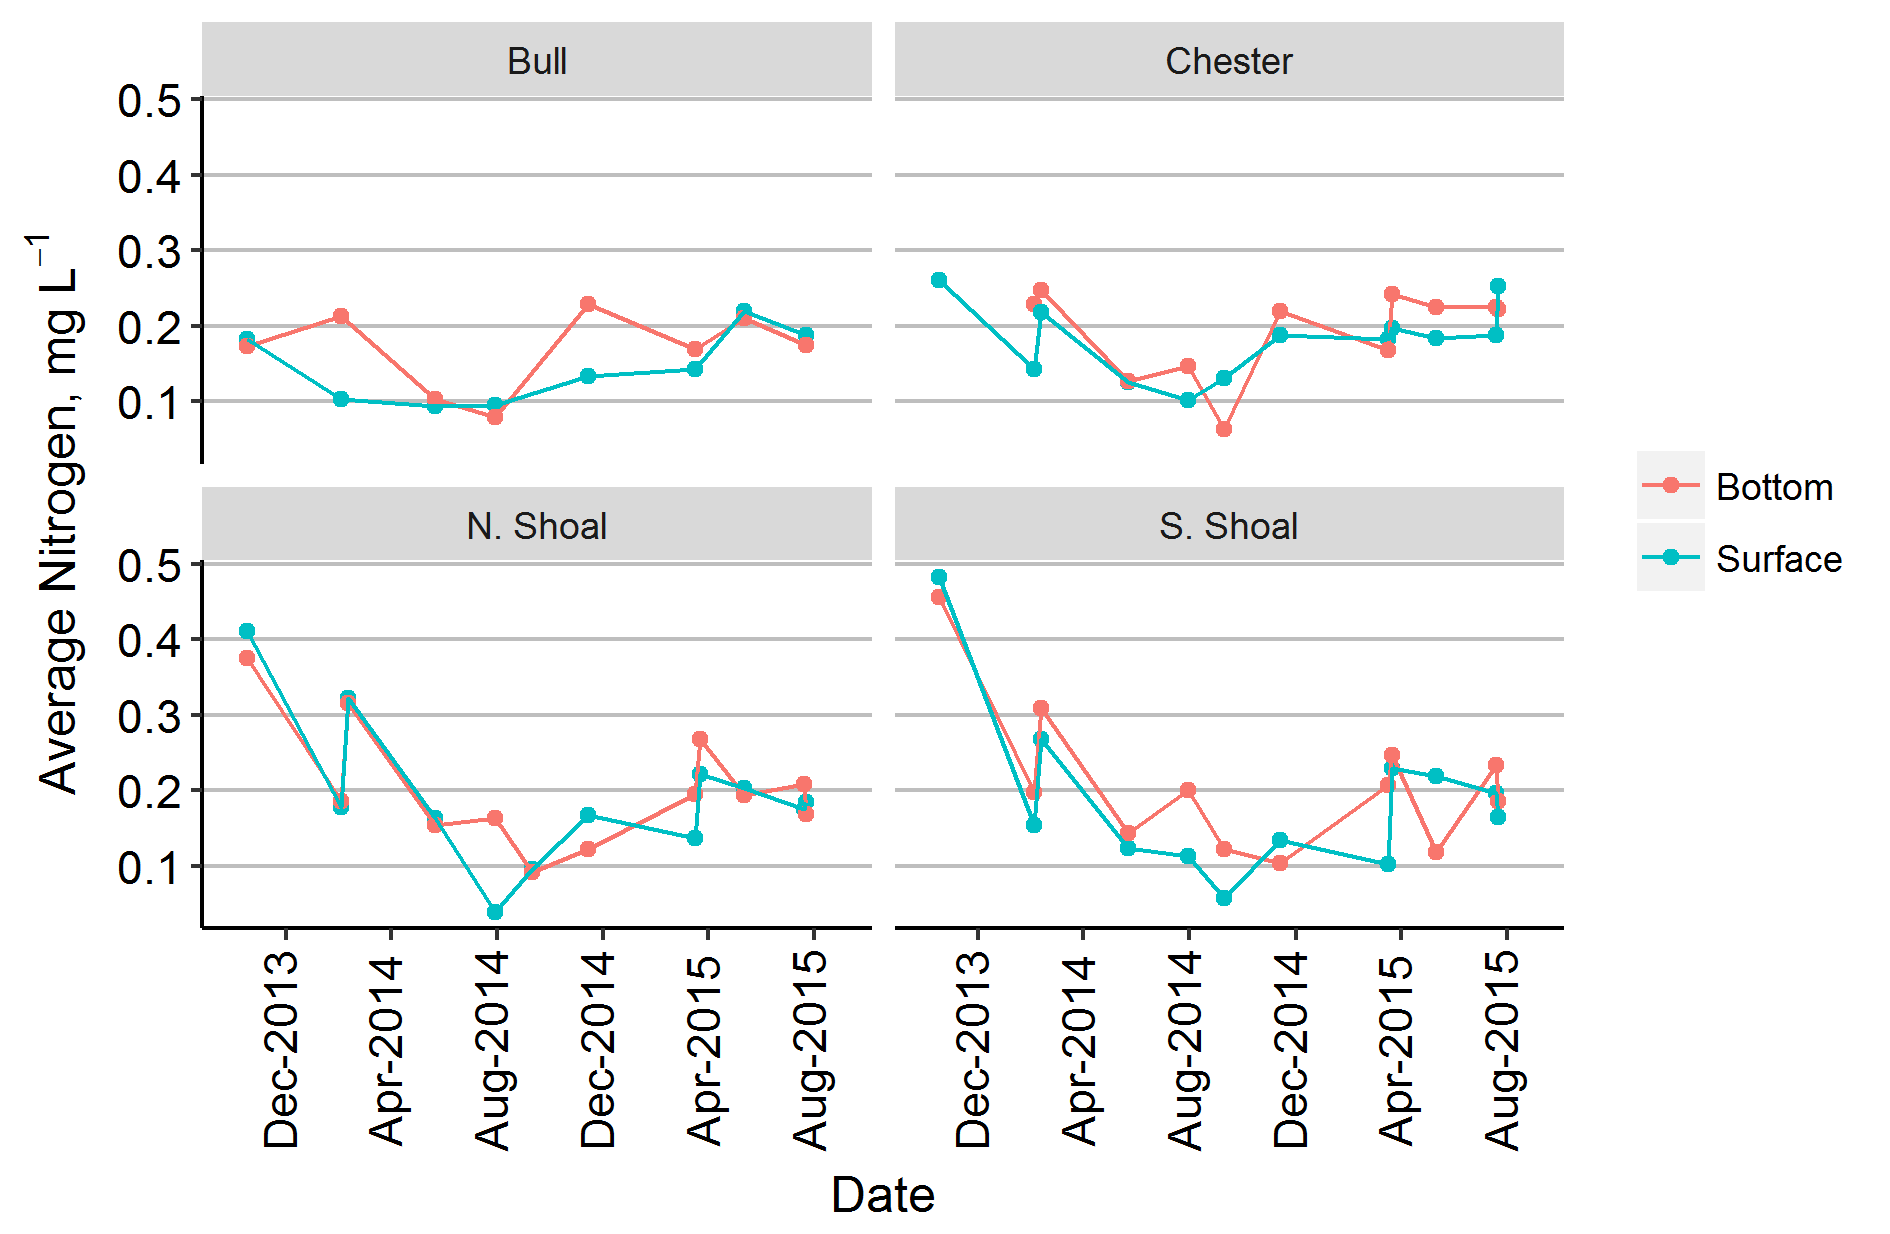 Bull
Chester
0.5
0.4
0.3
0.2
0.1
N. Shoal
S. Shoal
0.5
0.4
0.3
0.2
0.1
Average Nitrogen, mg L⁻¹
Dec-2013
Apr-2014
Aug-2014
Dec-2014
Apr-2015
Aug-2015
Dec-2013
Apr-2014
Aug-2014
Dec-2014
Apr-2015
Aug-2015
Date
Bottom
Surface